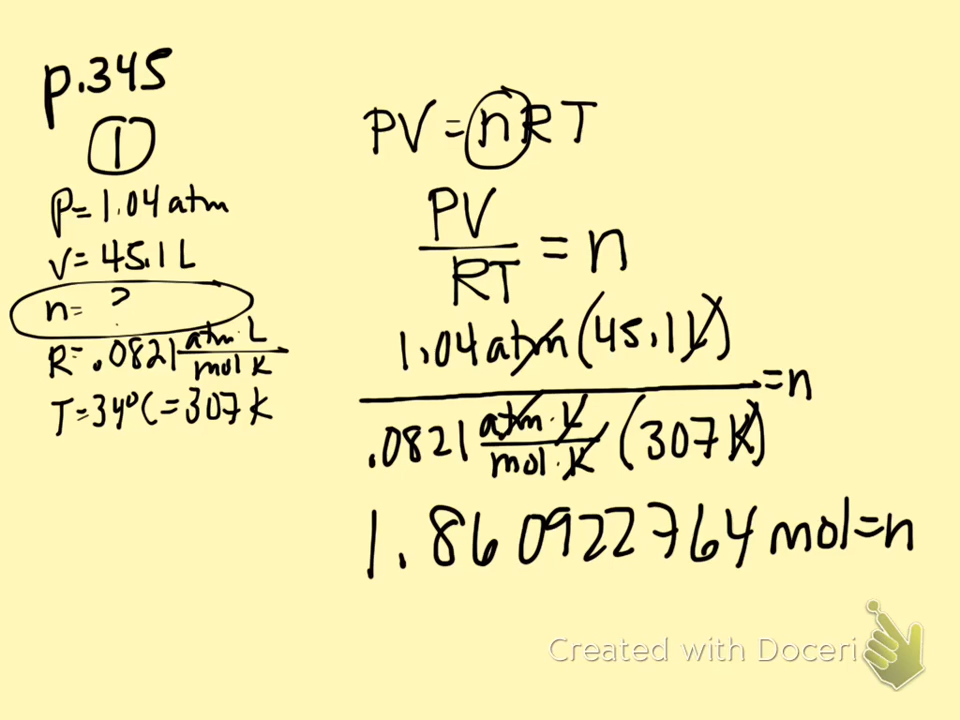 p.345
1
P=1.04 atm
V=45.1 L
n= ?
R=.0821 atm·L / mol K
T=34°C=307 K
PV=nRT
PV / RT = n
1.04 atm (45.1 L) / .0821 atm·L / mol·K (307 K) = n
1.860922764 mol=n
Created with Doceri